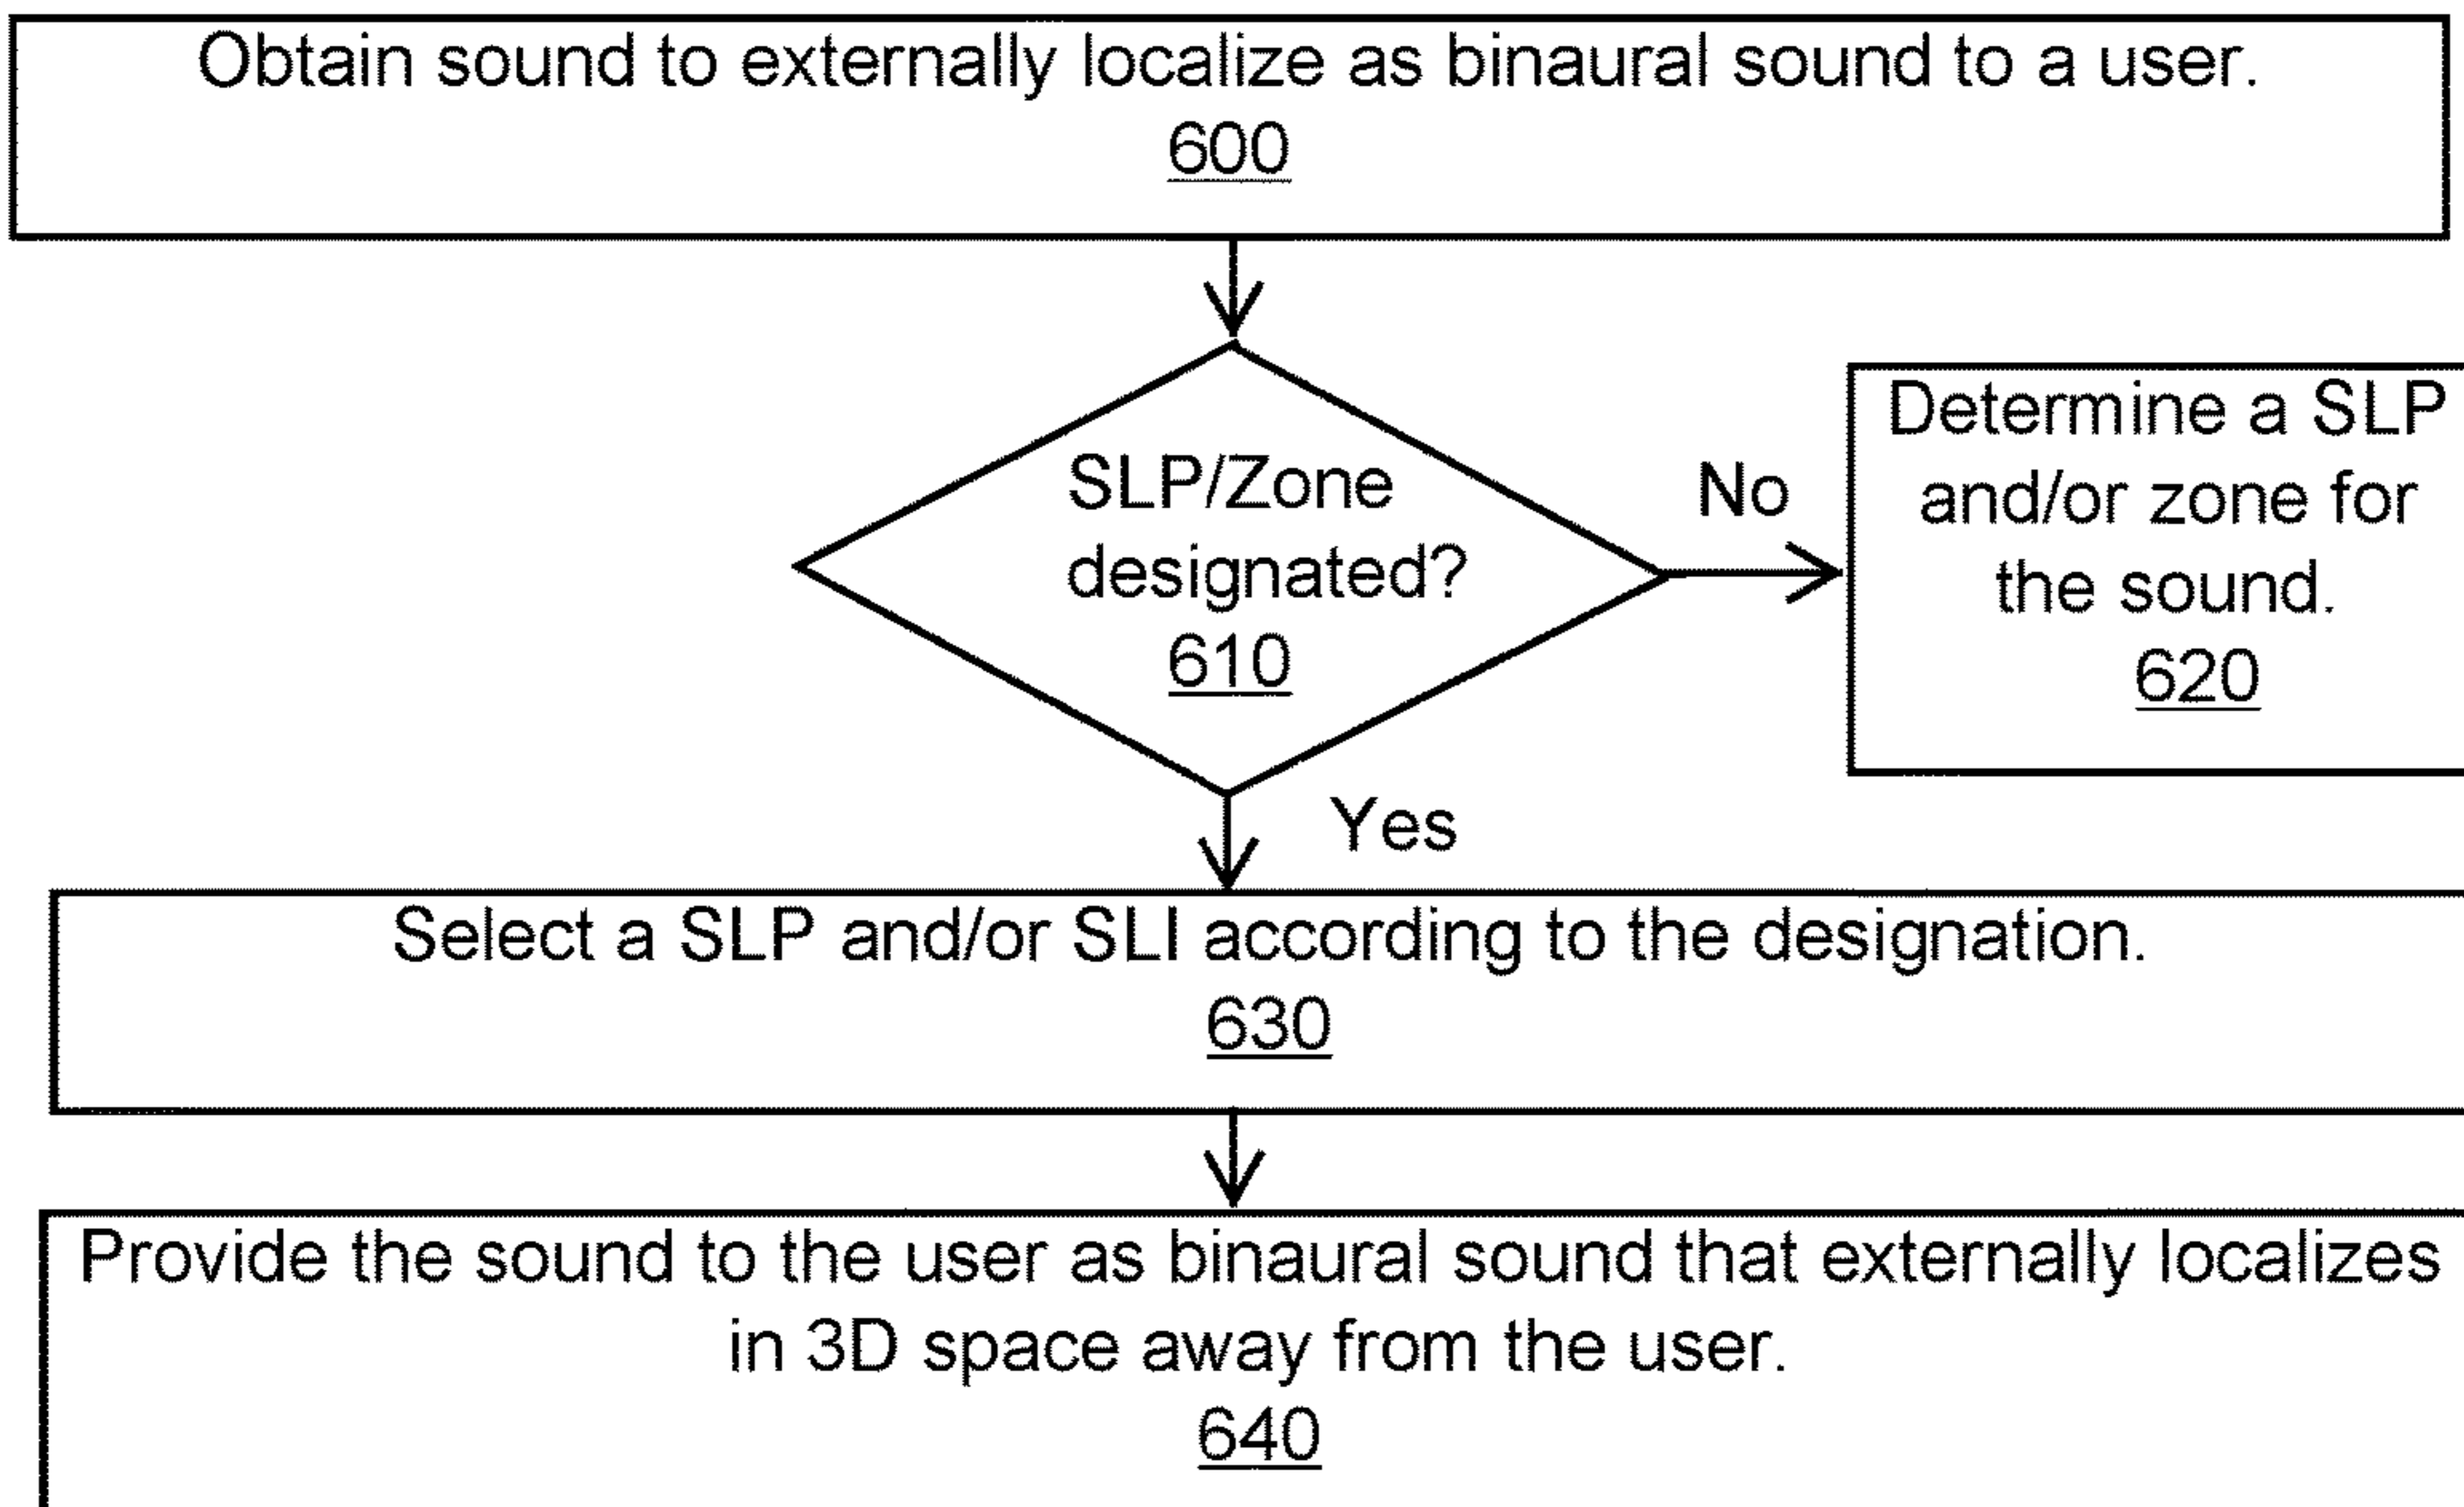 Obtain sound to externally localize as binaural sound to a user.
600
SLP/Zone
designated?
610
No
Determine a SLP
and/or zone for
the sound.
620
Yes
Select a SLP and/or SLI according to the designation.
630
Provide the sound to the user as binaural sound that externally localizes
in 3D space away from the user.
640